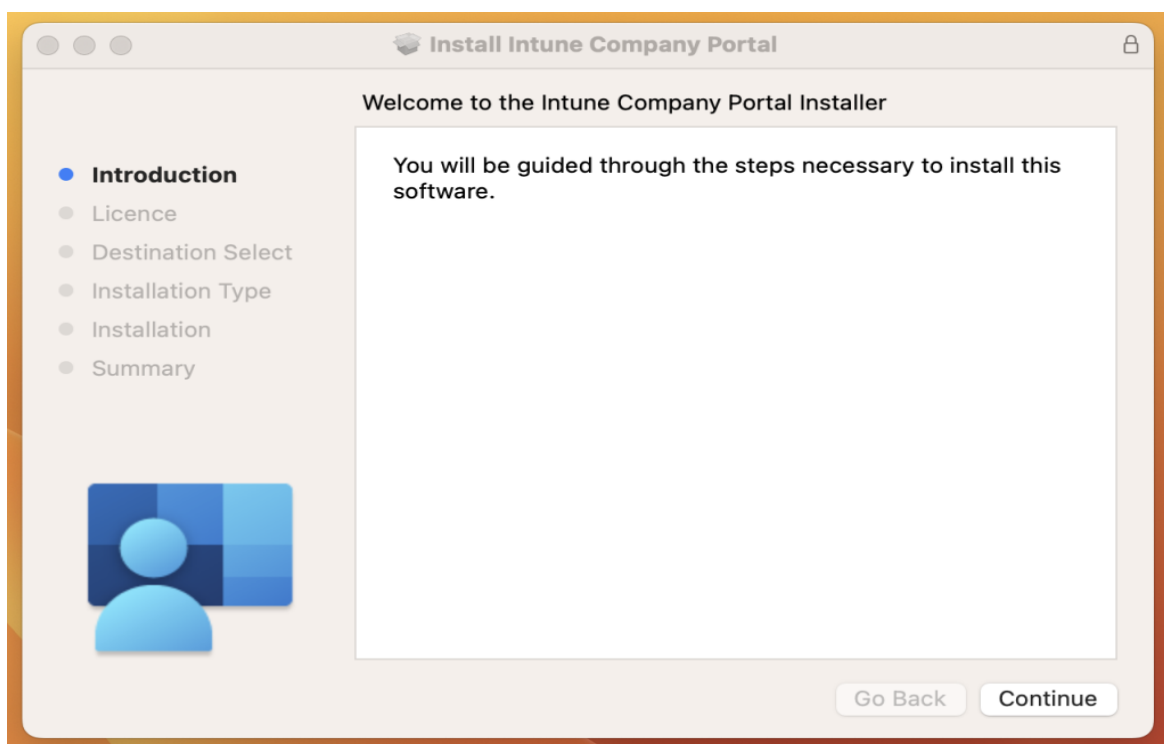 Install Intune Company Portal
Welcome to the Intune Company Portal Installer
Introduction
Licence
Destination Select
Installation Type
Installation
Summary
You will be guided through the steps necessary to install this
software.
Go Back
Continue